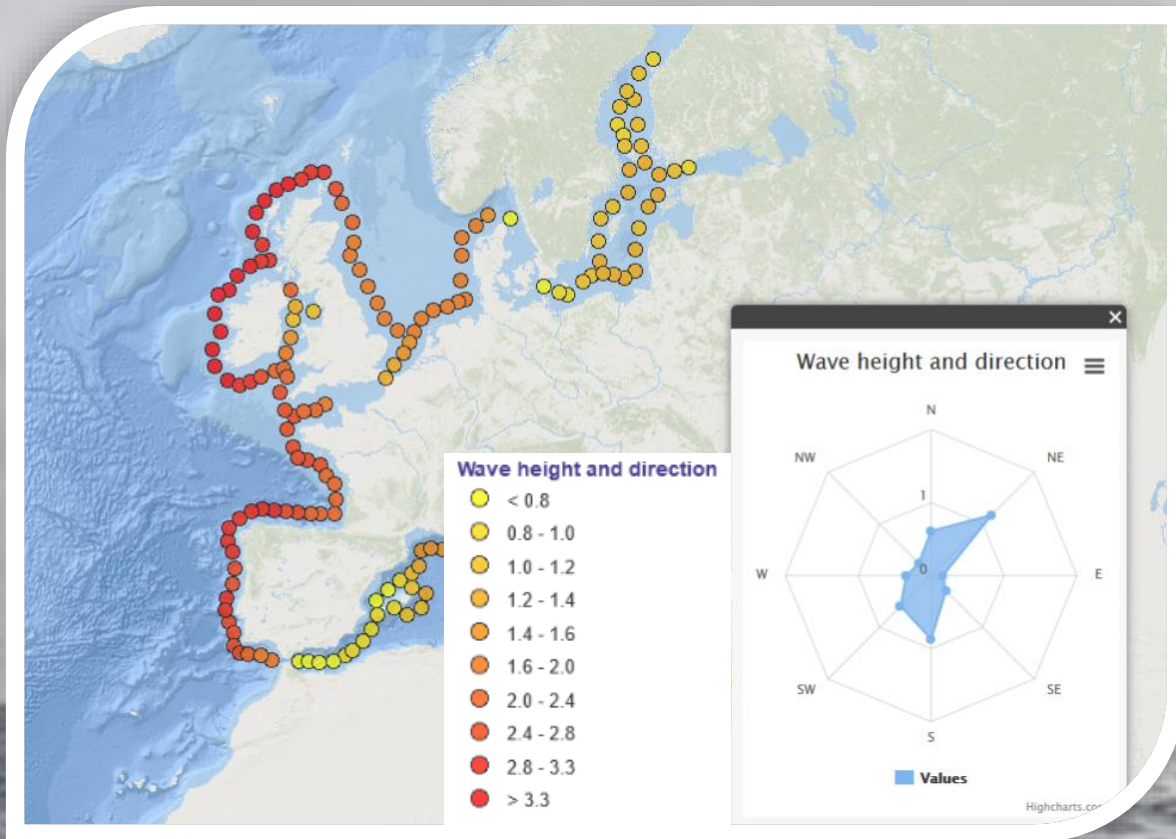 Wave height and direction
< 0.8
0.8 - 1.0
1.0 - 1.2
1.2 - 1.4
1.4 - 1.6
1.6 - 2.0
2.0 - 2.4
2.4 - 2.8
2.8 - 3.3
> 3.3
Wave height and direction
N
NW
NE
1
W
0
E
SW
SE
S
Values